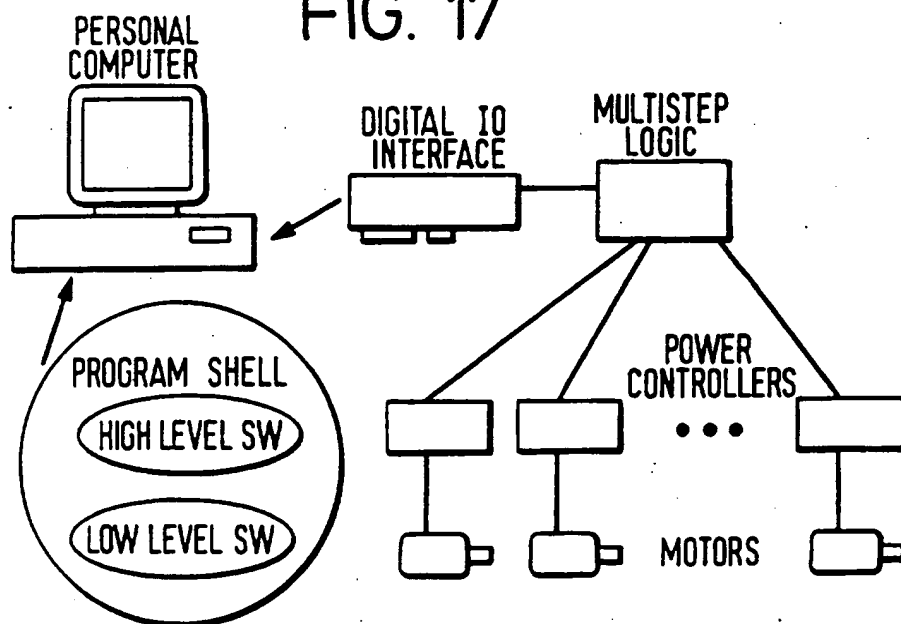 FIG. 17
PERSONAL
COMPUTER
DIGITAL IO
INTERFACE
MULTISTEP
LOGIC
PROGRAM SHELL
HIGH LEVEL SW
LOW LEVEL SW
POWER
CONTROLLERS
MOTORS